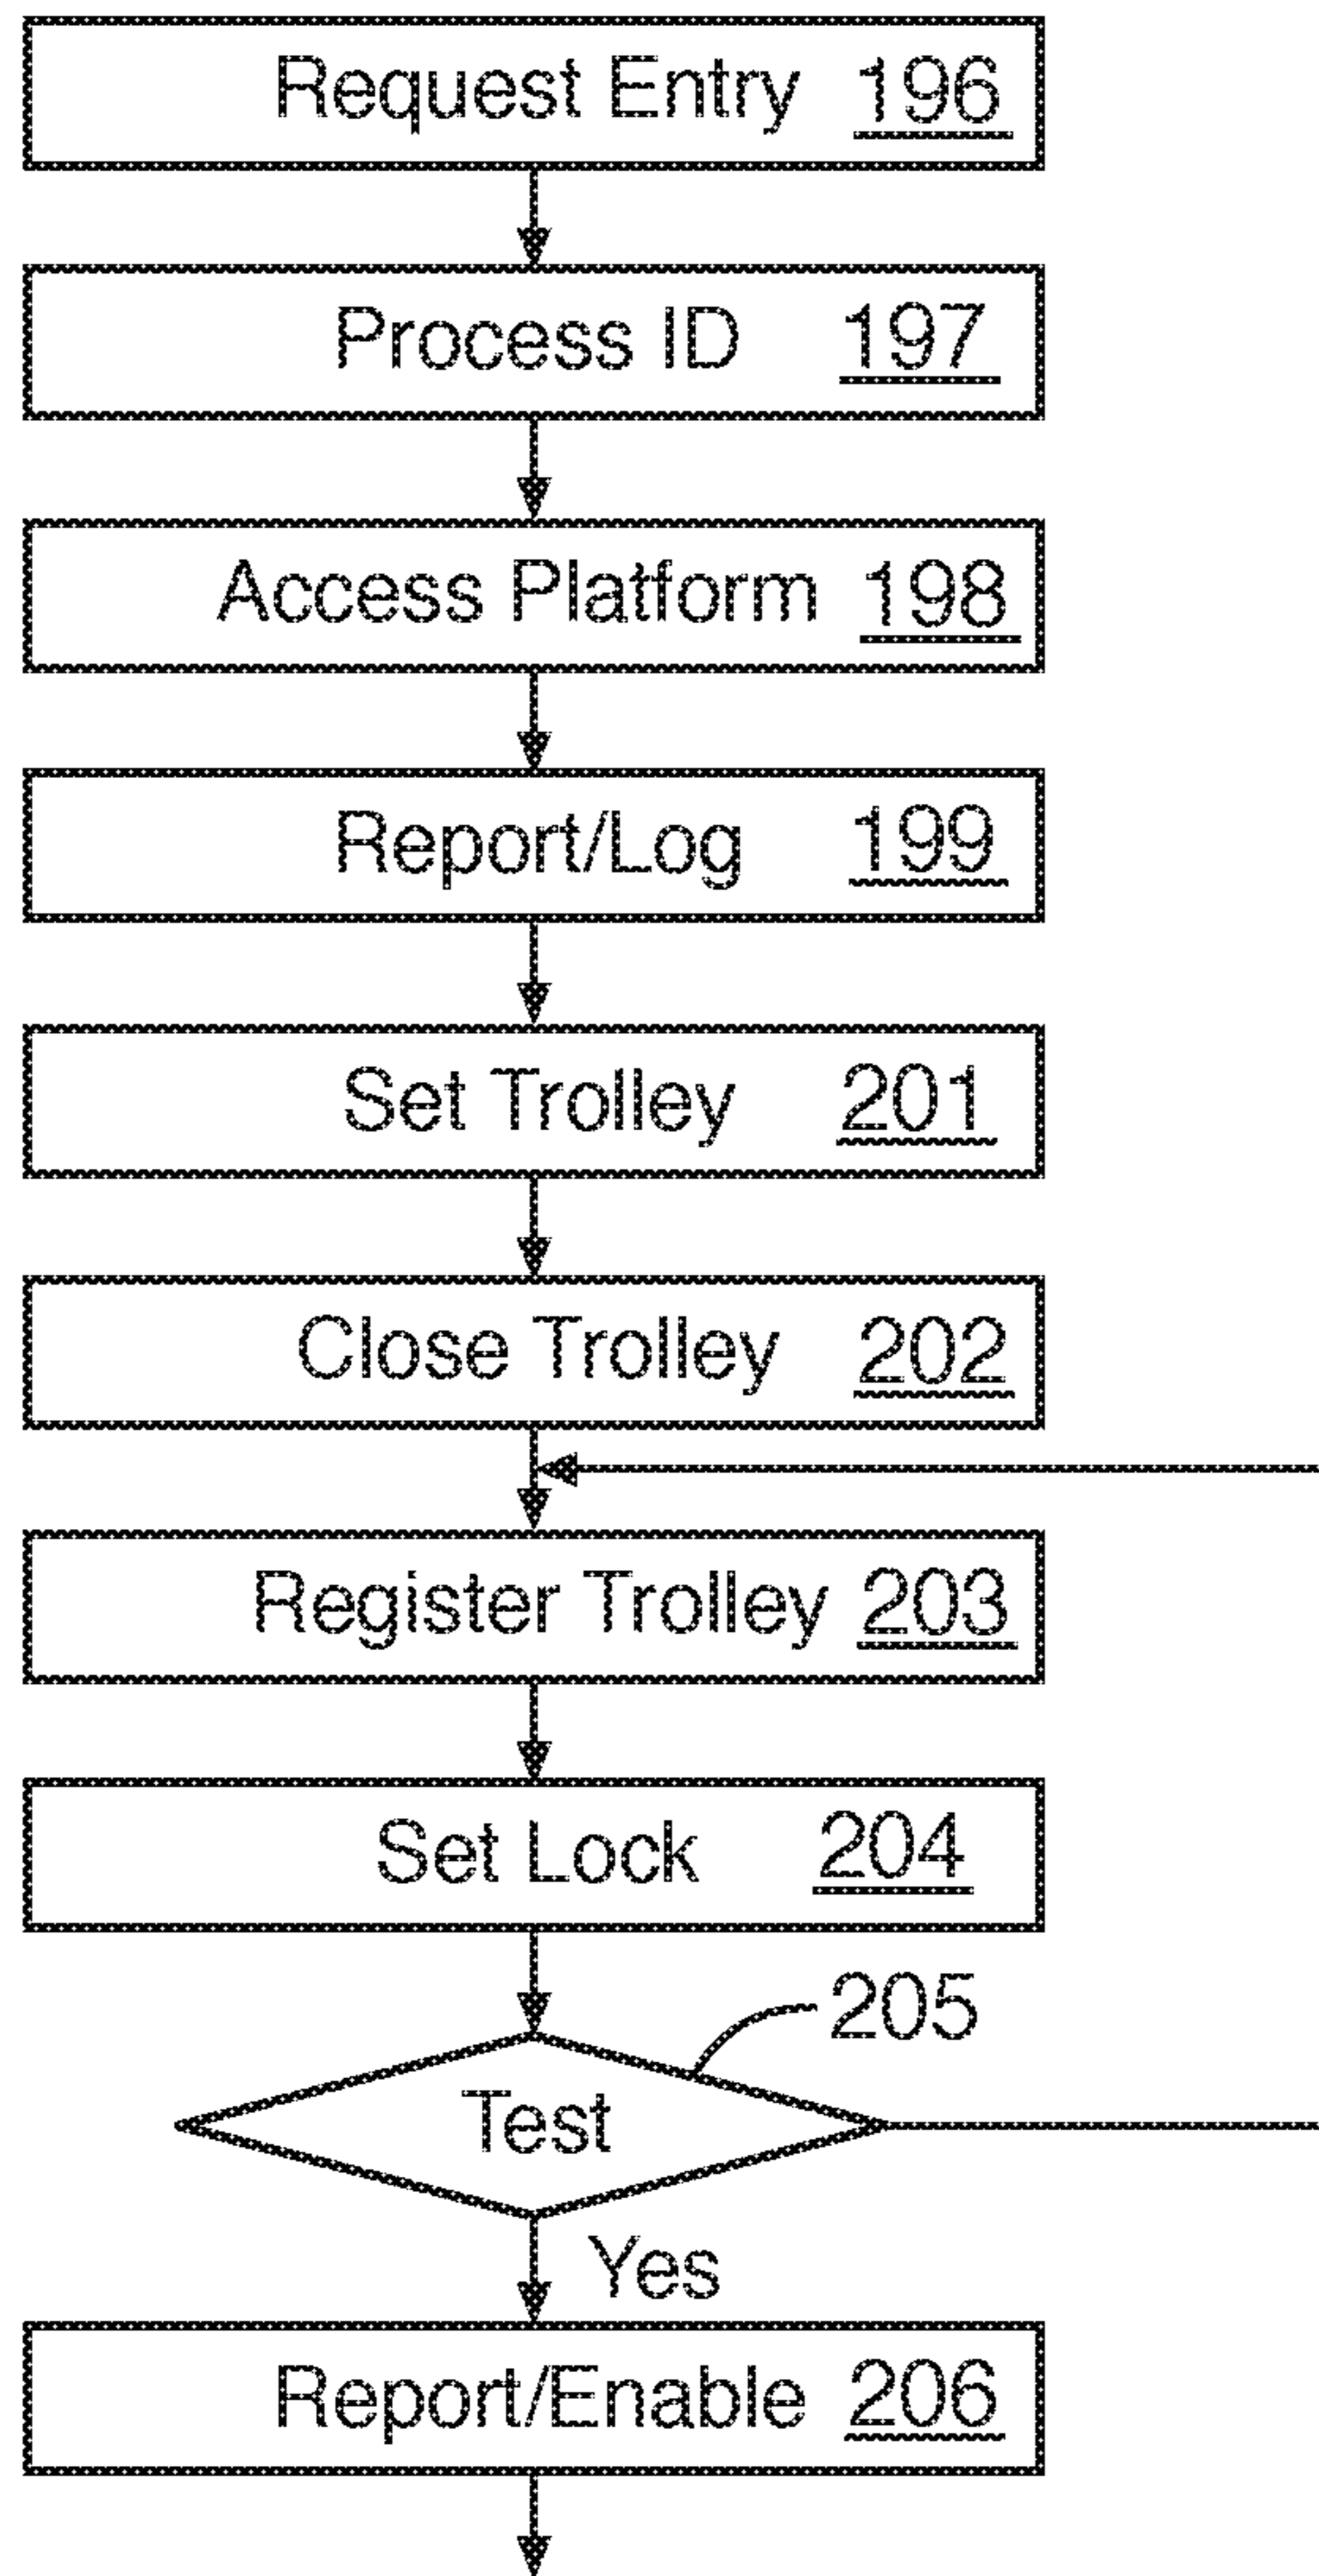 Request Entry 196
Process ID 197
Access Platform 198
Report/Log 199
Set Trolley 201
Close Trolley 202
Register Trolley 203
Set Lock 204
205
Test
Yes
Report/Enable 206